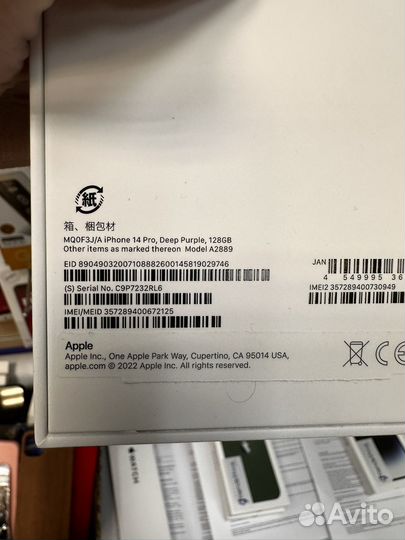 紙
箱、梱包材
MQ0F3J/A iPhone 14 Pro, Deep Purple, 128GB
Other items as marked thereon Model A2889
EID 89049032007108882600145819029746
(S) Serial No. C9P7232RL6
IMEI/MEID 357289400672125
JAN
4 549995 36
IMEI2 357289400730949
Apple
Apple Inc., One Apple Park Way, Cupertino, CA 95014 USA,
apple.com © 2022 Apple Inc. All rights reserved.
WATCH
Avito